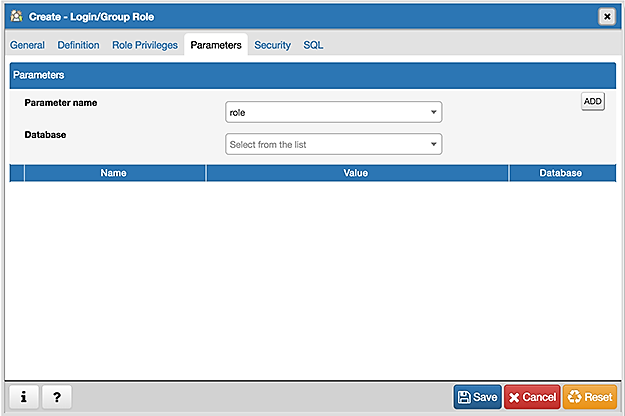 Create - Login/Group Role
General Definition Role Privileges Parameters Security SQL
Parameters
Parameter name role ADD
Database Select from the list
Name Value Database
i ? Save Cancel Reset